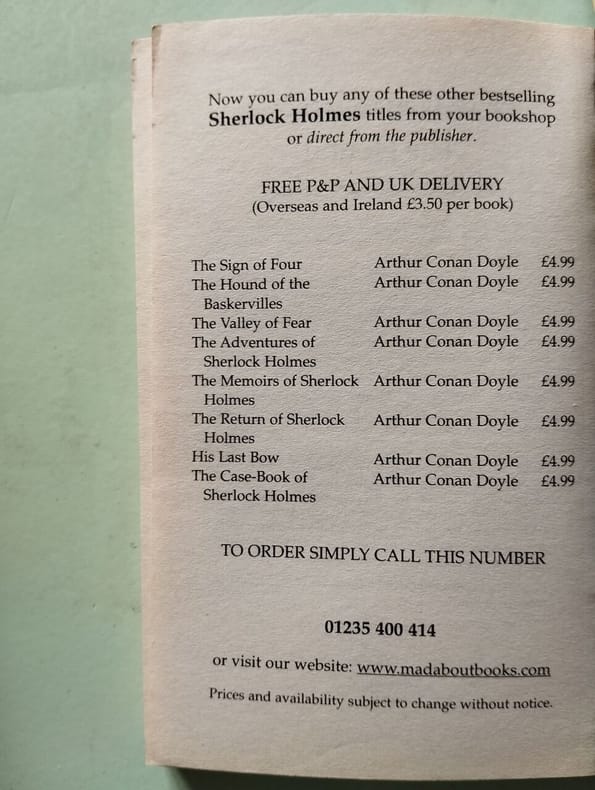 Now you can buy any of these other bestselling
Sherlock Holmes titles from your bookshop
or direct from the publisher.
FREE P&P AND UK DELIVERY
(Overseas and Ireland £3.50 per book)
The Sign of Four Arthur Conan Doyle £4.99
The Hound of the Arthur Conan Doyle £4.99
Baskervilles
The Valley of Fear Arthur Conan Doyle £4.99
The Adventures of Arthur Conan Doyle £4.99
Sherlock Holmes
The Memoirs of Sherlock Arthur Conan Doyle £4.99
Holmes
The Return of Sherlock Arthur Conan Doyle £4.99
Holmes
His Last Bow Arthur Conan Doyle £4.99
The Case-Book of Arthur Conan Doyle £4.99
Sherlock Holmes
TO ORDER SIMPLY CALL THIS NUMBER
01235 400 414
or visit our website: www.madaboutbooks.com
Prices and availability subject to change without notice.